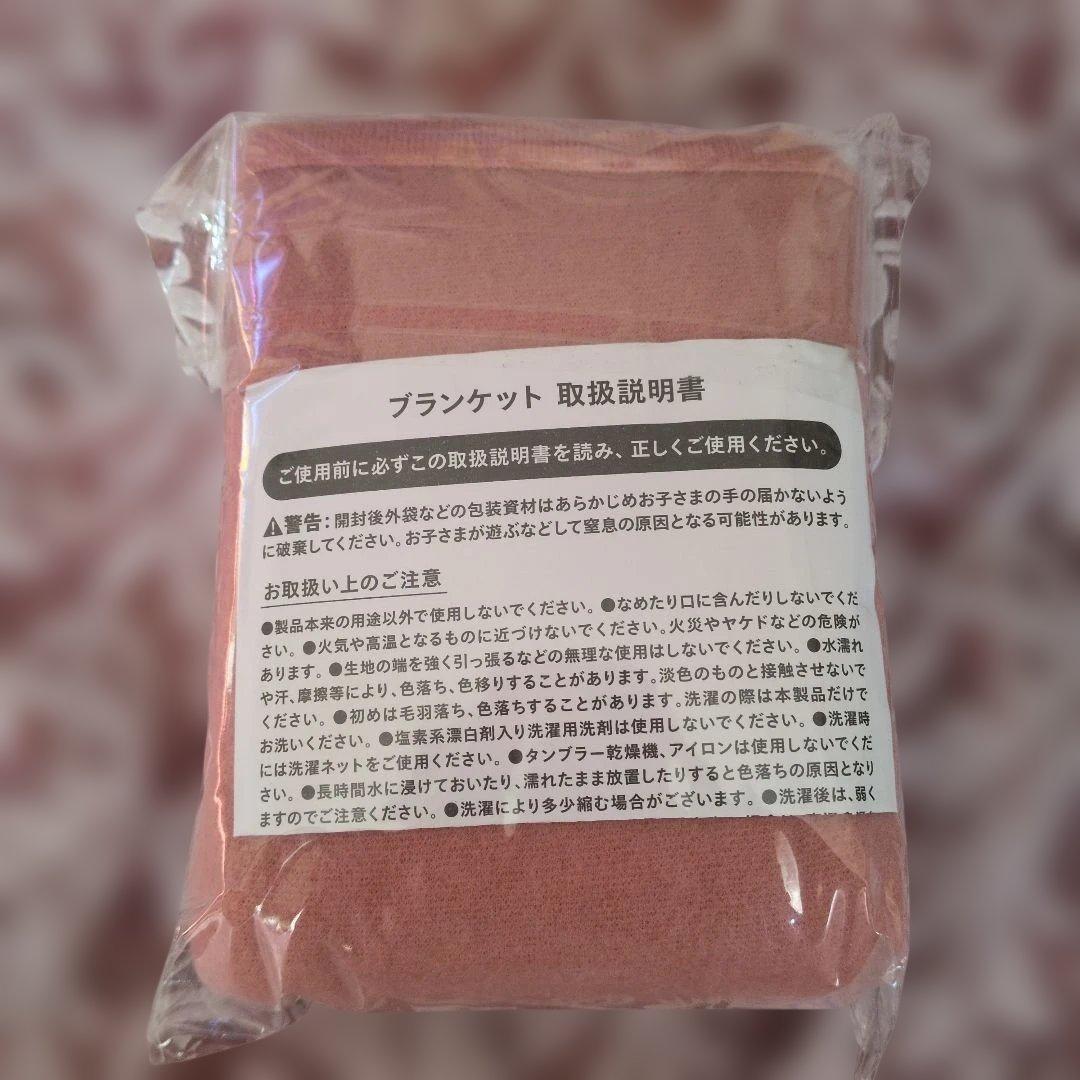 ブランケット 取扱説明書
ご使用前に必ずこの取扱説明書を読み、正しくご使用ください。
⚠警告:開封後外袋などの包装資材はあらかじめお子さまの手の届かないよう
に破棄してください。お子さまが遊ぶなどして窒息の原因となる可能性があります。
お取扱い上のご注意
●製品本来の用途以外で使用しないでください。●なめたり口に含んだりしないでくだ
さい。●火気や高温となるものに近づけないでください。火災やヤケドなどの危険が
あります。●生地の端を強く引っ張るなどの無理な使用はしないでください。●水濡れ
や汗、摩擦等により、色落ち、色移りすることがあります。淡色のものと接触させないで
ください。●初めは毛羽落ち、色落ちすることがあります。洗濯の際は本製品だけで
お洗いください。●塩素系漂白剤入り洗濯用洗剤は使用しないでください。●洗濯時
には洗濯ネットをご使用ください。●タンブラー乾燥機、アイロンは使用しないでくだ
さい。●長時間水に浸けておいたり、濡れたまま放置したりすると色落ちの原因となり
ますのでご注意ください。●洗濯により多少縮む場合がございます。●洗濯後は、弱く